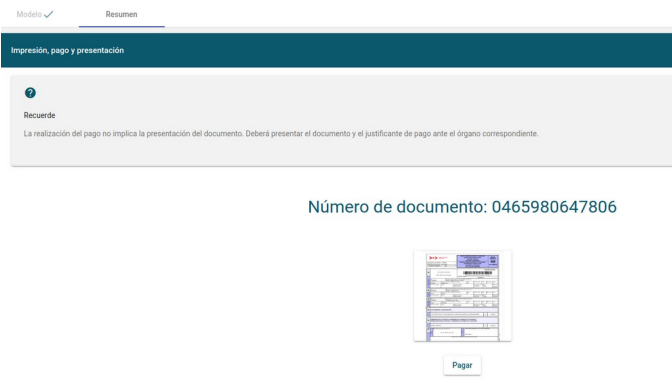 Modelo
Resumen
Impresión, pago y presentación
?
Recuerde
La realización del pago no implica la presentación del documento. Deberá presentar el documento y el justificante de pago ante el órgano correspondiente.
Número de documento: 0465980647806
Pagar